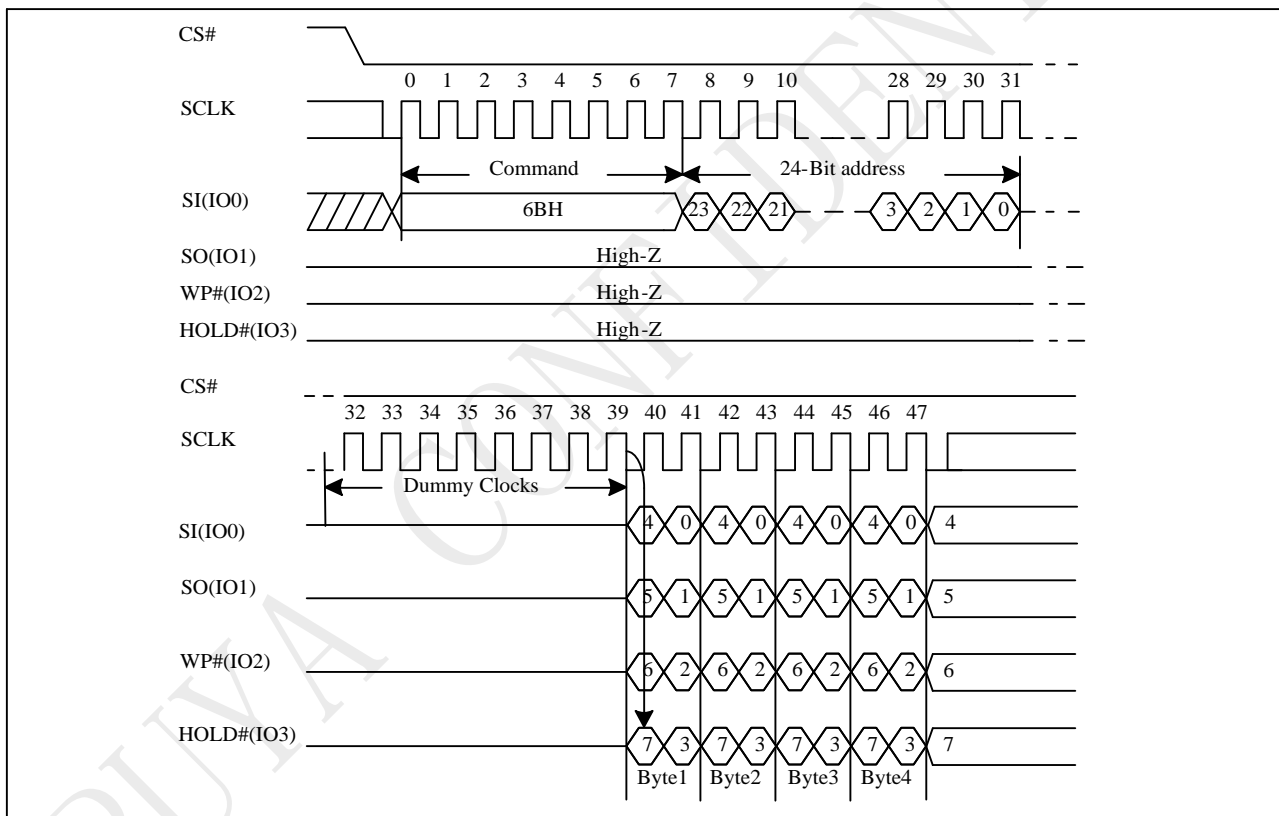 CS#
0 1 2 3 4 5 6 7 8 9 10 28 29 30 31
SCLK
Command 24-Bit address
SI(IO0) 6BH 23 22 21 3 2 1 0
SO(IO1) High-Z
WP#(IO2) High-Z
HOLD#(IO3) High-Z
CS#
32 33 34 35 36 37 38 39 40 41 42 43 44 45 46 47
SCLK
Dummy Clocks
SI(IO0) 4 0 4 0 4 0 4 0 4
SO(IO1) 5 1 5 1 5 1 5 1 5
WP#(IO2) 6 2 6 2 6 2 6 2 6
HOLD#(IO3) 7 3 7 3 7 3 7 3 7
Byte1 Byte2 Byte3 Byte4
PUYA CONFIDENT